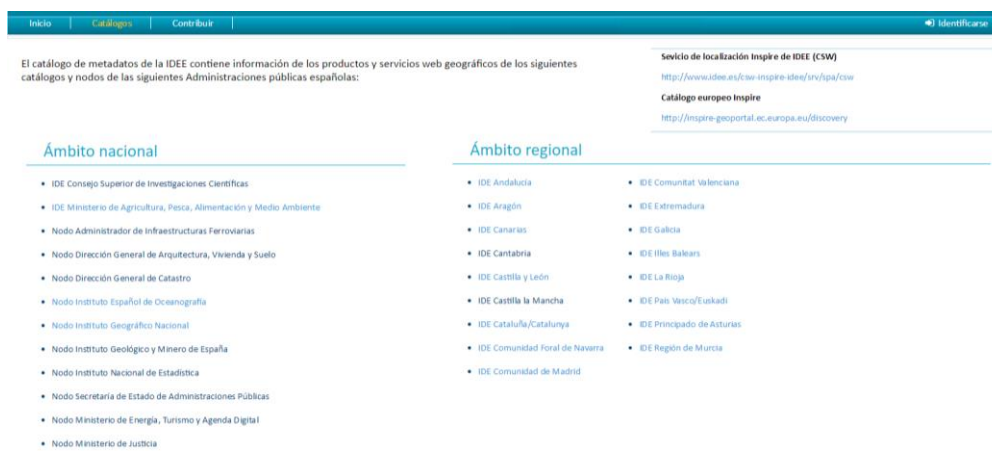 Inicio
Catálogos
Contribuir
Identificarse
El catálogo de metadatos de la IDEE contiene información de los productos y servicios web geográficos de los siguientes
catálogos y nodos de las siguientes Administraciones públicas españolas:
Sevicio de localización Inspire de IDEE (CSW)
http://www.idee.es/csw-inspire-idee/srv/spa/csw
Catálogo europeo Inspire
http://inspire-geoportal.ec.europa.eu/discovery
Ámbito nacional
IDE Consejo Superior de Investigaciones Científicas
IDE Ministerio de Agricultura, Pesca, Alimentación y Medio Ambiente
Nodo Administrador de Infraestructuras Ferroviarias
Nodo Dirección General de Arquitectura, Vivienda y Suelo
Nodo Dirección General de Catastro
Nodo Instituto Español de Oceanografía
Nodo Instituto Geográfico Nacional
Nodo Instituto Geológico y Minero de España
Nodo Instituto Nacional de Estadística
Nodo Secretaría de Estado de Administraciones Públicas
Nodo Ministerio de Energía, Turismo y Agenda Digital
Nodo Ministerio de Justicia
Ámbito regional
IDE Andalucía
IDE Aragón
IDE Canarias
IDE Cantabria
IDE Castilla y León
IDE Castilla la Mancha
IDE Cataluña/Catalunya
IDE Comunidad Foral de Navarra
IDE Comunidad de Madrid
IDE Comunitat Valenciana
IDE Extremadura
IDE Galicia
IDE Illes Balears
IDE La Rioja
IDE País Vasco/Euskadi
IDE Principado de Asturias
IDE Región de Murcia